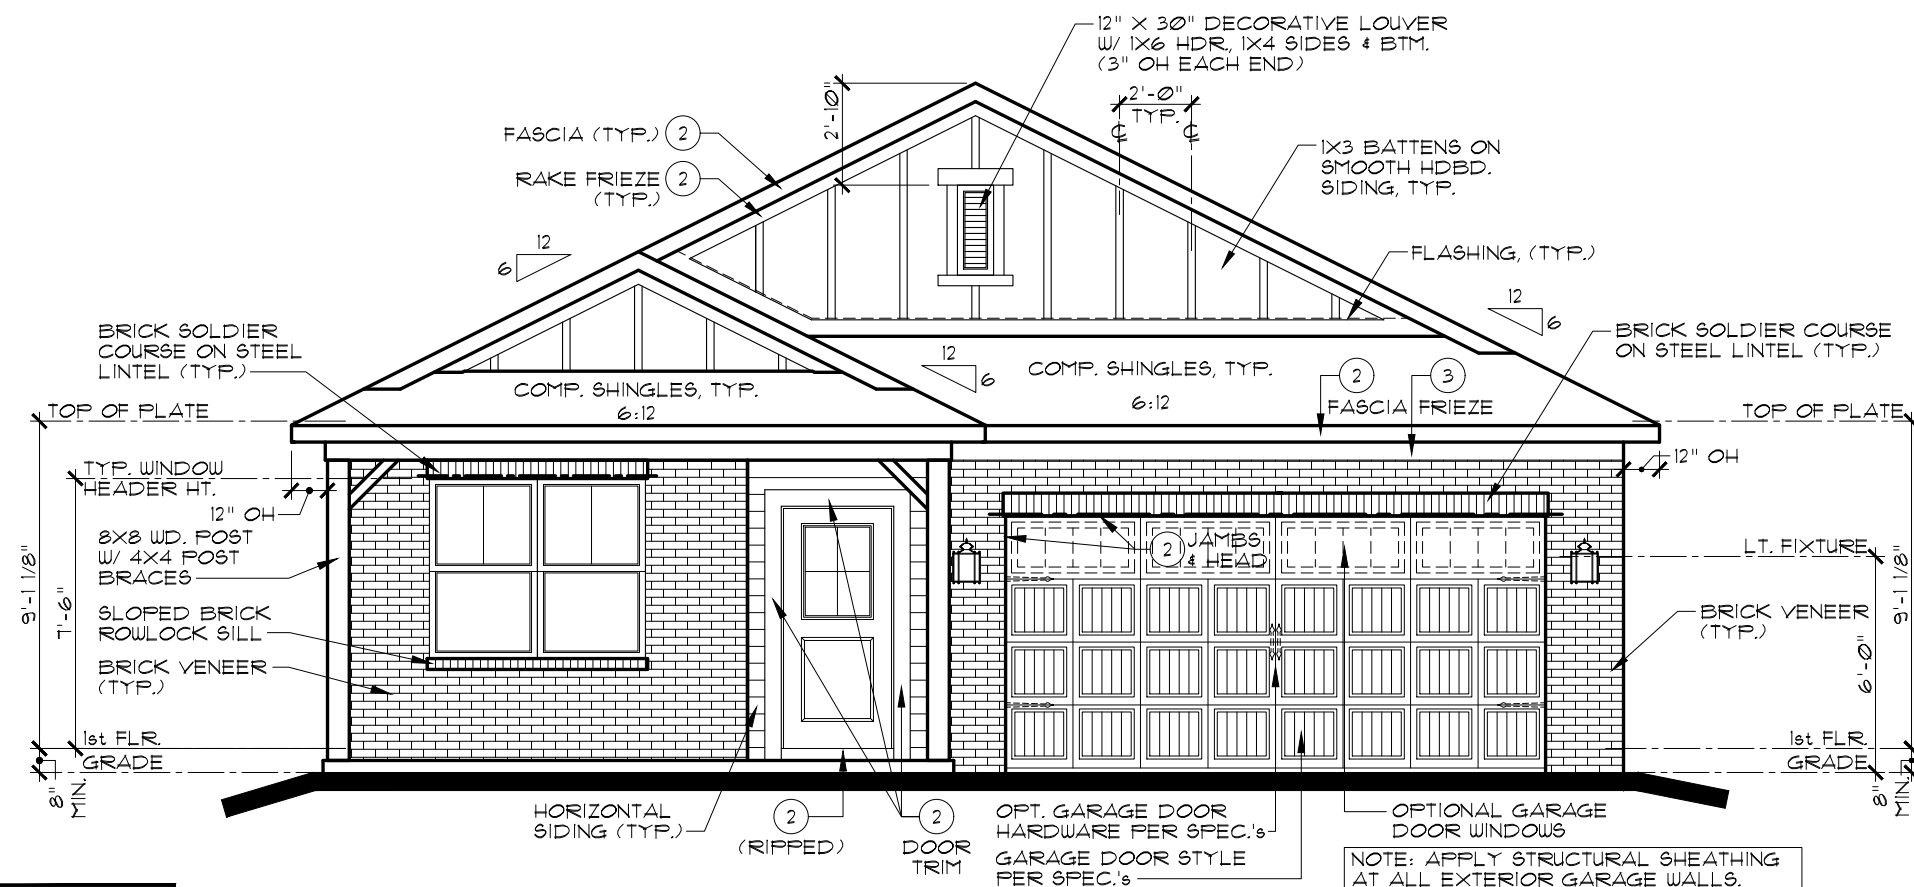 12" X 30" DECORATIVE LOUVER
W/ 1X6 HDR, 1X4 SIDES & BTM.
(3" OH EACH END)
2'-10"
2'-0"
TYP.
℄
℄
FASCIA (TYP.) 2
RAKE FRIEZE 2
(TYP.)
1X3 BATTENS ON
SMOOTH HDBD.
SIDING, TYP.
FLASHING, (TYP.)
12
6
12
6
12
6
BRICK SOLDIER
COURSE ON STEEL
LINTEL (TYP.)
BRICK SOLDIER COURSE
ON STEEL LINTEL (TYP.)
COMP. SHINGLES, TYP.
6:12
COMP. SHINGLES, TYP.
6:12
2
FASCIA
3
FRIEZE
TOP OF PLATE
TOP OF PLATE
TYP. WINDOW
HEADER HT.
12" OH
12" OH
8X8 WD. POST
W/ 4X4 POST
BRACES
9'-1 1/8"
7'-6"
SLOPED BRICK
ROWLOCK SILL
BRICK VENEER
(TYP.)
2 JAMBS
& HEAD
LT. FIXTURE
9'-1 1/8"
6'-0"
BRICK VENEER
(TYP.)
1st FLR.
GRADE
8"
MIN.
1st FLR.
GRADE
8"
MIN.
HORIZONTAL
SIDING (TYP.)
2
(RIPPED)
2
DOOR
TRIM
OPT. GARAGE DOOR
HARDWARE PER SPEC.'s
GARAGE DOOR STYLE
PER SPEC.'s
OPTIONAL GARAGE
DOOR WINDOWS
NOTE: APPLY STRUCTURAL SHEATHING
AT ALL EXTERIOR GARAGE WALLS.